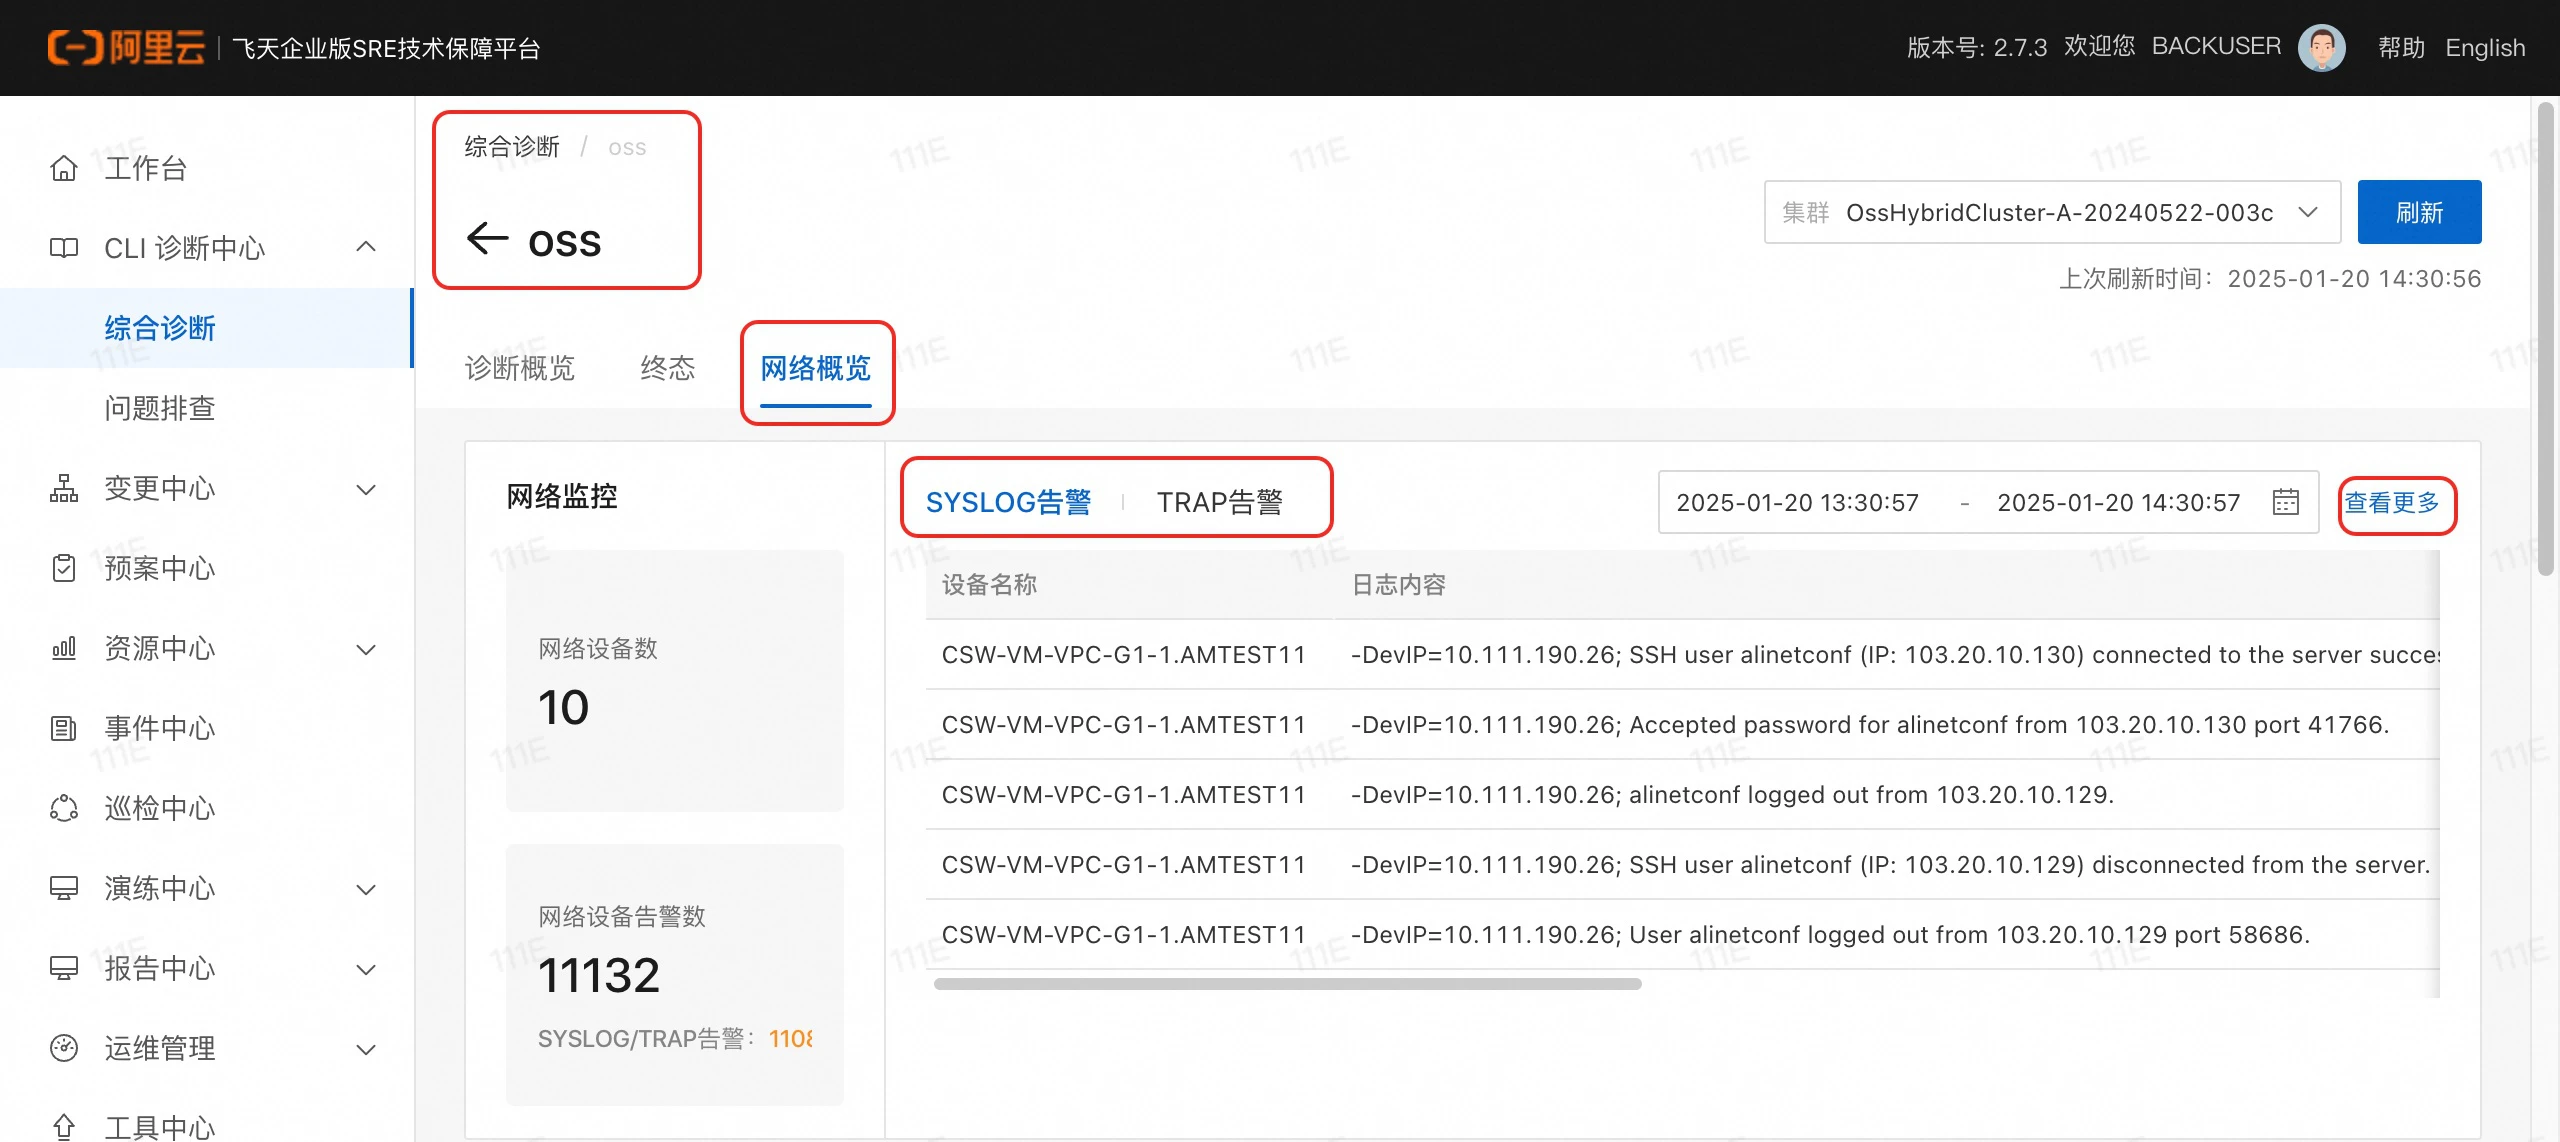 阿里云 飞天企业版SRE技术保障平台
版本号: 2.7.3 欢迎您 BACKUSER 帮助 English
工作台
CLI 诊断中心
综合诊断
问题排查
变更中心
预案中心
资源中心
事件中心
巡检中心
演练中心
报告中心
运维管理
工具中心
综合诊断 / oss
← oss
集群 OssHybridCluster-A-20240522-003c
刷新
上次刷新时间：2025-01-20 14:30:56
诊断概览 终态 网络概览
网络监控
网络设备数
10
网络设备告警数
11132
SYSLOG/TRAP告警：
SYSLOG告警 TRAP告警
2025-01-20 13:30:57 - 2025-01-20 14:30:57 查看更多
设备名称 日志内容
CSW-VM-VPC-G1-1.AMTEST11 -DevIP=10.111.190.26; SSH user alinetconf (IP: 103.20.10.130) connected to the server
CSW-VM-VPC-G1-1.AMTEST11 -DevIP=10.111.190.26; Accepted password for alinetconf from 103.20.10.130 port 41766.
CSW-VM-VPC-G1-1.AMTEST11 -DevIP=10.111.190.26; alinetconf logged out from 103.20.10.129.
CSW-VM-VPC-G1-1.AMTEST11 -DevIP=10.111.190.26; SSH user alinetconf (IP: 103.20.10.129) disconnected from the server.
CSW-VM-VPC-G1-1.AMTEST11 -DevIP=10.111.190.26; User alinetconf logged out from 103.20.10.129 port 58686.
111E